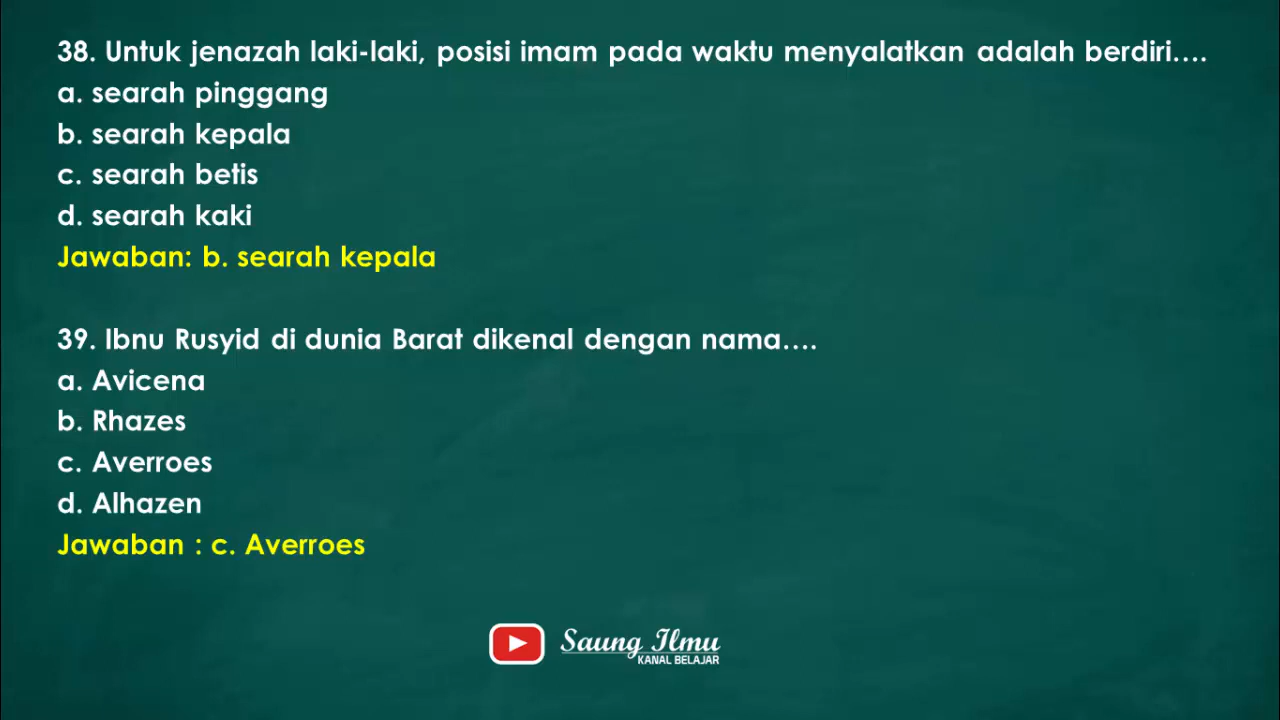 38. Untuk jenazah laki-laki, posisi imam pada waktu menyalatkan adalah berdiri....
a. searah pinggang
b. searah kepala
c. searah betis
d. searah kaki
Jawaban: b. searah kepala
39. Ibnu Rusyid di dunia Barat dikenal dengan nama....
a. Avicena
b. Rhazes
c. Averroes
d. Alhazen
Jawaban : c. Averroes
Saung Ilmu
KANAL BELAJAR